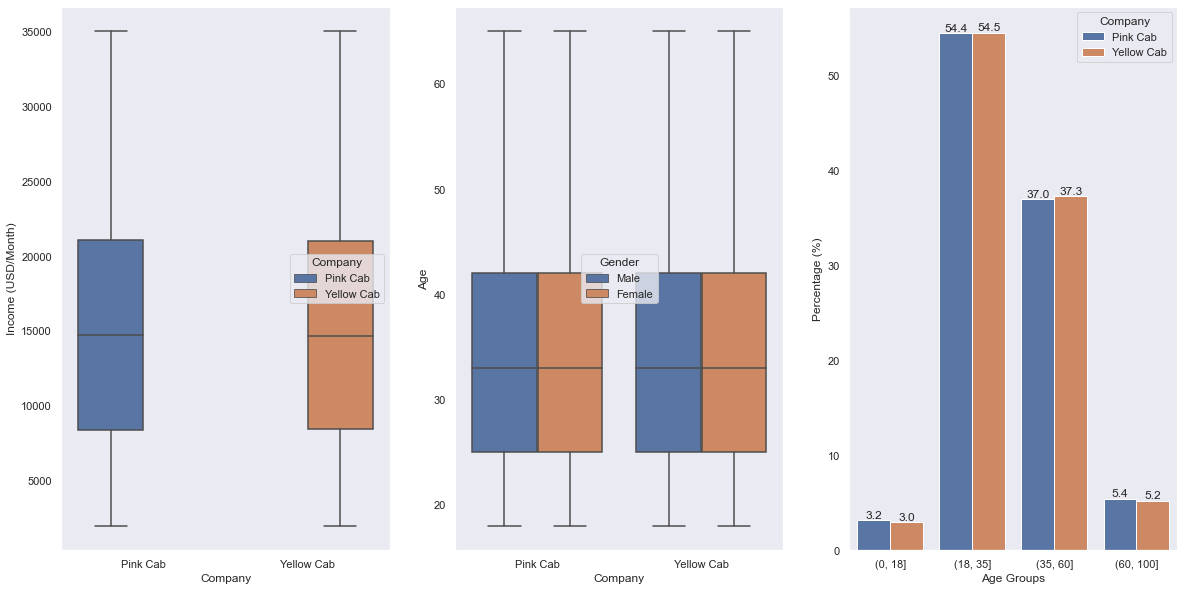 35000
30000
25000
20000
15000
10000
5000
Income (USD/Month)
Company
Pink Cab
Yellow Cab
Pink Cab
Yellow Cab
Company
60
50
40
30
20
Age
Gender
Male
Female
Pink Cab
Yellow Cab
Company
50
40
30
20
10
0
Percentage (%)
Company
Pink Cab
Yellow Cab
3.2
3.0
54.4
54.5
37.0
37.3
5.4
5.2
(0, 18]
(18, 35]
(35, 60]
(60, 100]
Age Groups